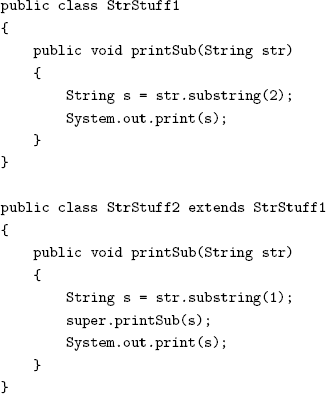 public class StrStuff1
{
    public void printSub(String str)
    {
        String s = str.substring(2);
        System.out.print(s);
    }
}

public class StrStuff2 extends StrStuff1
{
    public void printSub(String str)
    {
        String s = str.substring(1);
        super.printSub(s);
        System.out.print(s);
    }
}